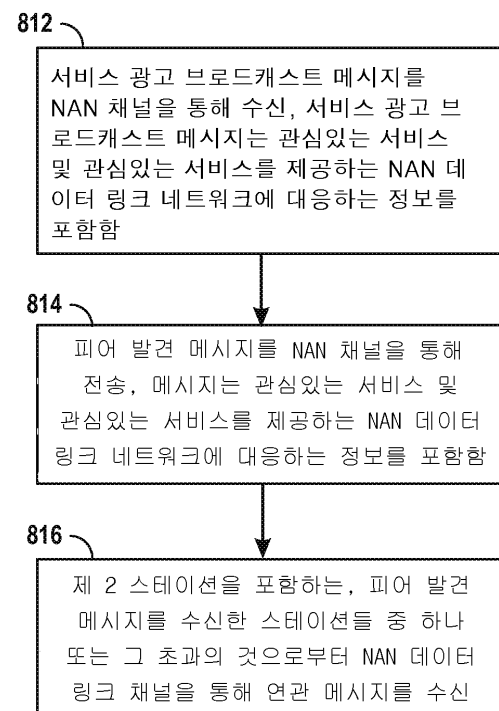 812
서비스 광고 브로드캐스트 메시지를
NAN 채널을 통해 수신, 서비스 광고 브
로드캐스트 메시지는 관심있는 서비스
및 관심있는 서비스를 제공하는 NAN 데
이터 링크 네트워크에 대응하는 정보를
포함함
814
피어 발견 메시지를 NAN 채널을 통해
전송, 메시지는 관심있는 서비스 및
관심있는 서비스를 제공하는 NAN 데이터
링크 네트워크에 대응하는 정보를 포함함
816
제 2 스테이션을 포함하는, 피어 발견
메시지를 수신한 스테이션들 중 하나
또는 그 초과의 것으로부터 NAN 데이터
링크 채널을 통해 연관 메시지를 수신